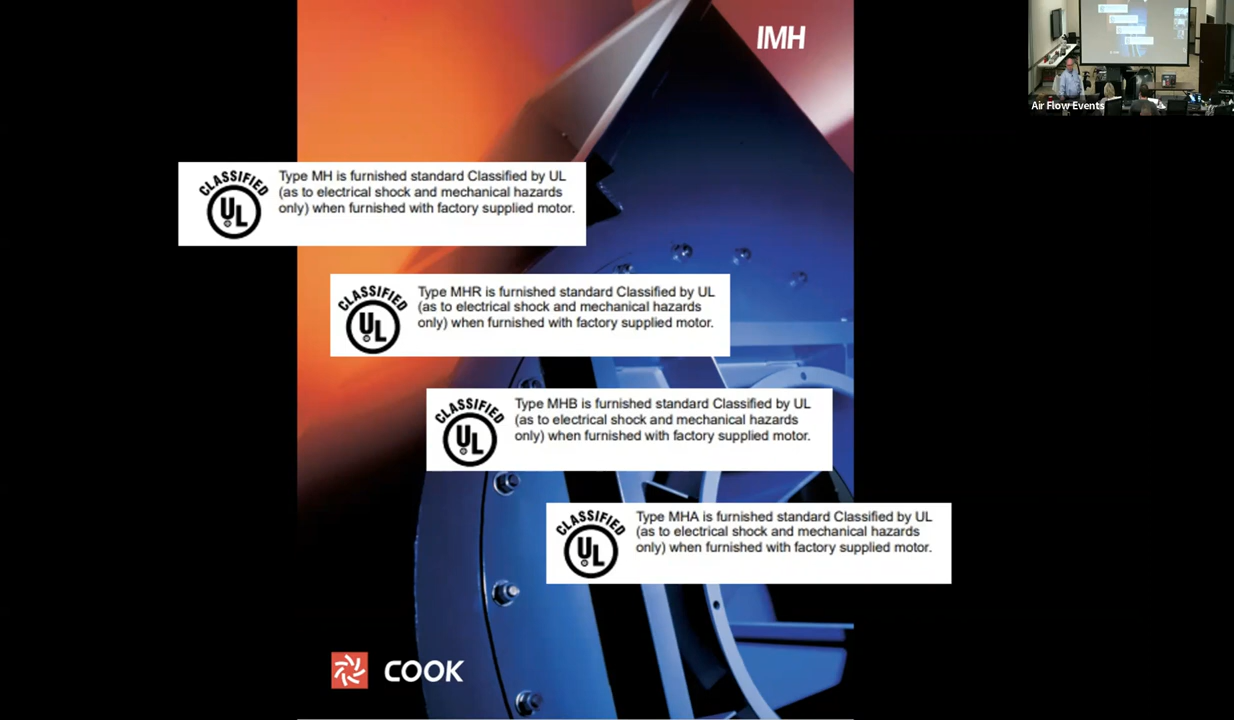 IMH
Air Flow Events
CLASSIFIED
UL
Type MH is furnished standard Classified by UL
(as to electrical shock and mechanical hazards
only) when furnished with factory supplied motor.
CLASSIFIED
UL
Type MHR is furnished standard Classified by UL
(as to electrical shock and mechanical hazards
only) when furnished with factory supplied motor.
CLASSIFIED
UL
Type MHB is furnished standard Classified by UL
(as to electrical shock and mechanical hazards
only) when furnished with factory supplied motor.
CLASSIFIED
UL
Type MHA is furnished standard Classified by UL
(as to electrical shock and mechanical hazards
only) when furnished with factory supplied motor.
COOK